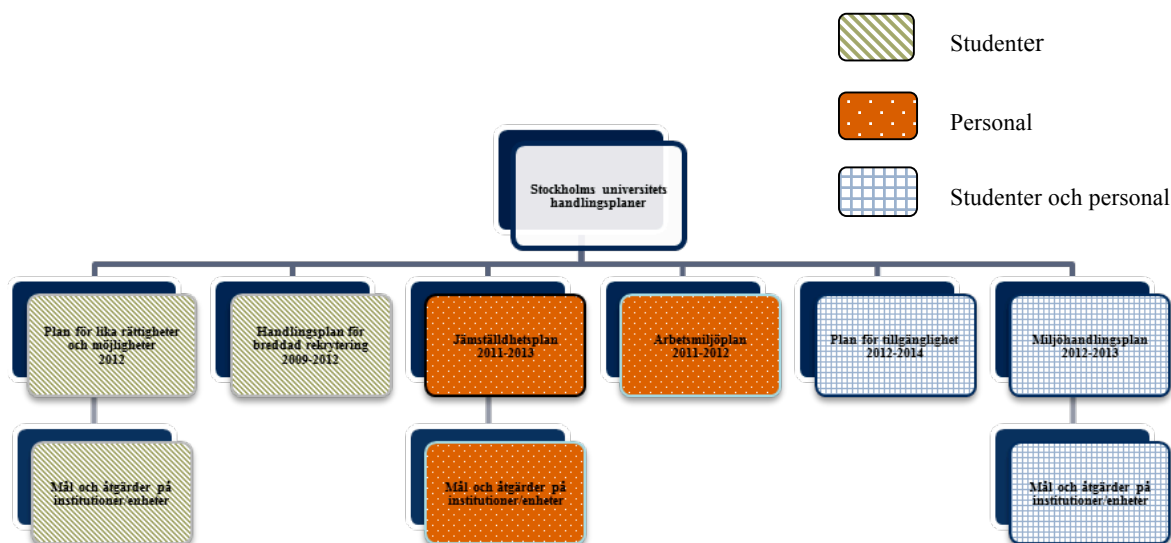 Studenter
Personal
Studenter och personal
Stockholms universitets
handlingsplaner
Plan för lika rättigheter
och möjligheter
2012
Handlingsplan för
breddad rekrytering
2009-2012
Jämställdhetsplan
2011-2013
Arbetsmiljöplan
2011-2012
Plan för tillgänglighet
2012-2014
Miljöhandlingsplan
2012-2013
Mål och åtgärder på
institutioner/enheter
Mål och åtgärder på
institutioner/enheter
Mål och åtgärder på
institutioner/enheter